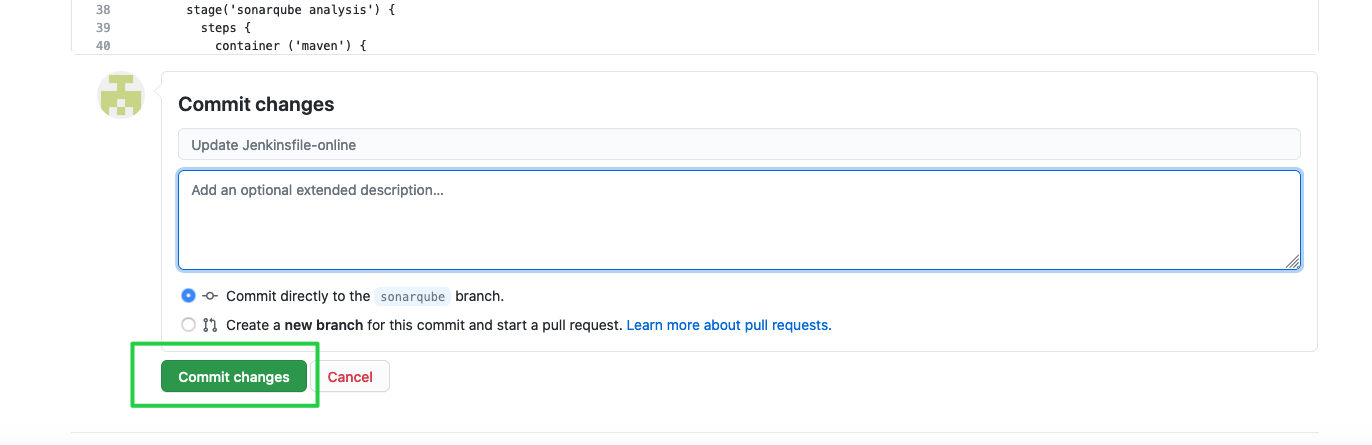 38 stage('sonarqube analysis') {
39 steps {
40 container ('maven') {
Commit changes
Update Jenkinsfile-online
Add an optional extended description...
Commit directly to the sonarqube branch.
Create a new branch for this commit and start a pull request. Learn more about pull requests.
Commit changes Cancel